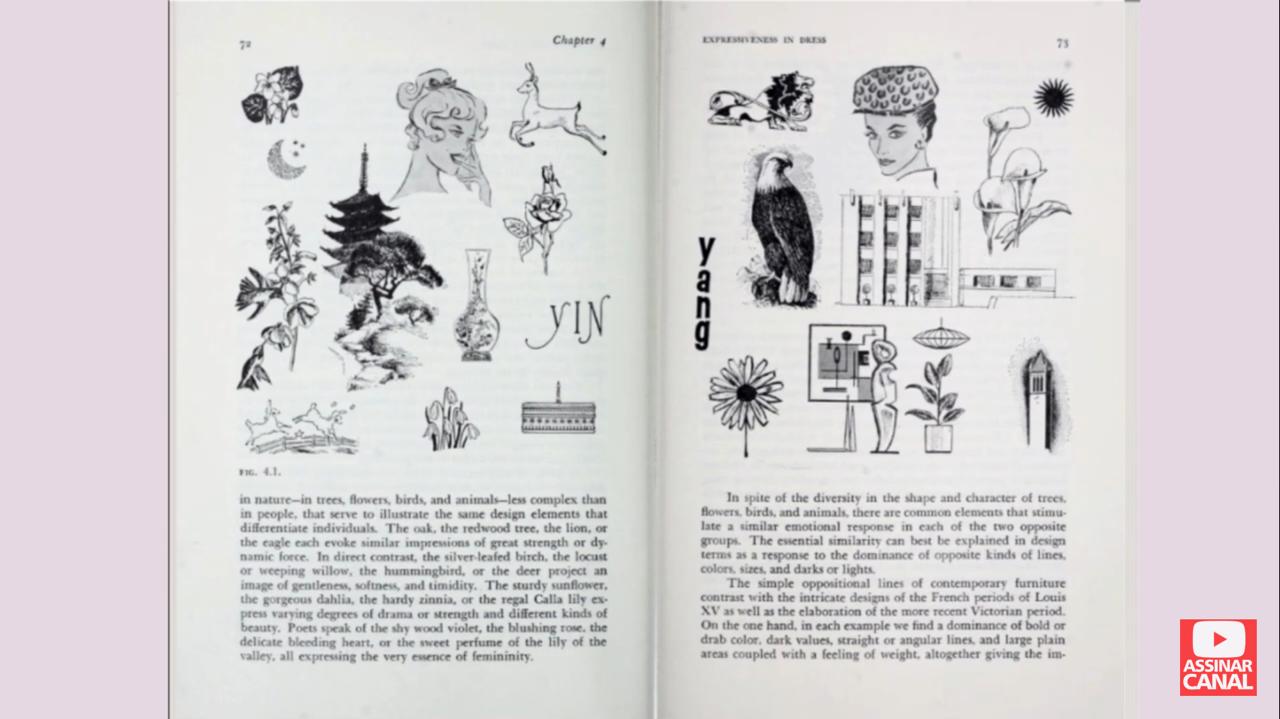 72
Chapter 4
YIN
FIG. 4.1.
in nature—in trees, flowers, birds, and animals—less complex than
in people, that serve to illustrate the same design elements that
differentiate individuals. The oak, the redwood tree, the lion, or
the eagle each evoke similar impressions of great strength or dy-
namic force. In direct contrast, the silver-leafed birch, the locust
or weeping willow, the hummingbird, or the deer project an
image of gentleness, softness, and timidity. The sturdy sunflower,
the gorgeous dahlia, the hardy zinnia, or the regal Calla lily ex-
press varying degrees of drama or strength and different kinds of
beauty. Poets speak of the shy wood violet, the blushing rose, the
delicate bleeding heart, or the sweet perfume of the lily of the
valley, all expressing the very essence of femininity.
EXPRESSIVENESS IN DRESS
73
yang
In spite of the diversity in the shape and character of trees,
flowers, birds, and animals, there are common elements that stimu-
late a similar emotional response in each of the two opposite
groups. The essential similarity can best be explained in design
terms as a response to the dominance of opposite kinds of lines,
colors, sizes, and darks or lights.
The simple oppositional lines of contemporary furniture
contrast with the intricate designs of the French periods of Louis
XV as well as the elaboration of the more recent Victorian period.
On the one hand, in each example we find a dominance of bold or
drab color, dark values, straight or angular lines, and large plain
areas coupled with a feeling of weight, altogether giving the im-
ASSINAR
CANAL